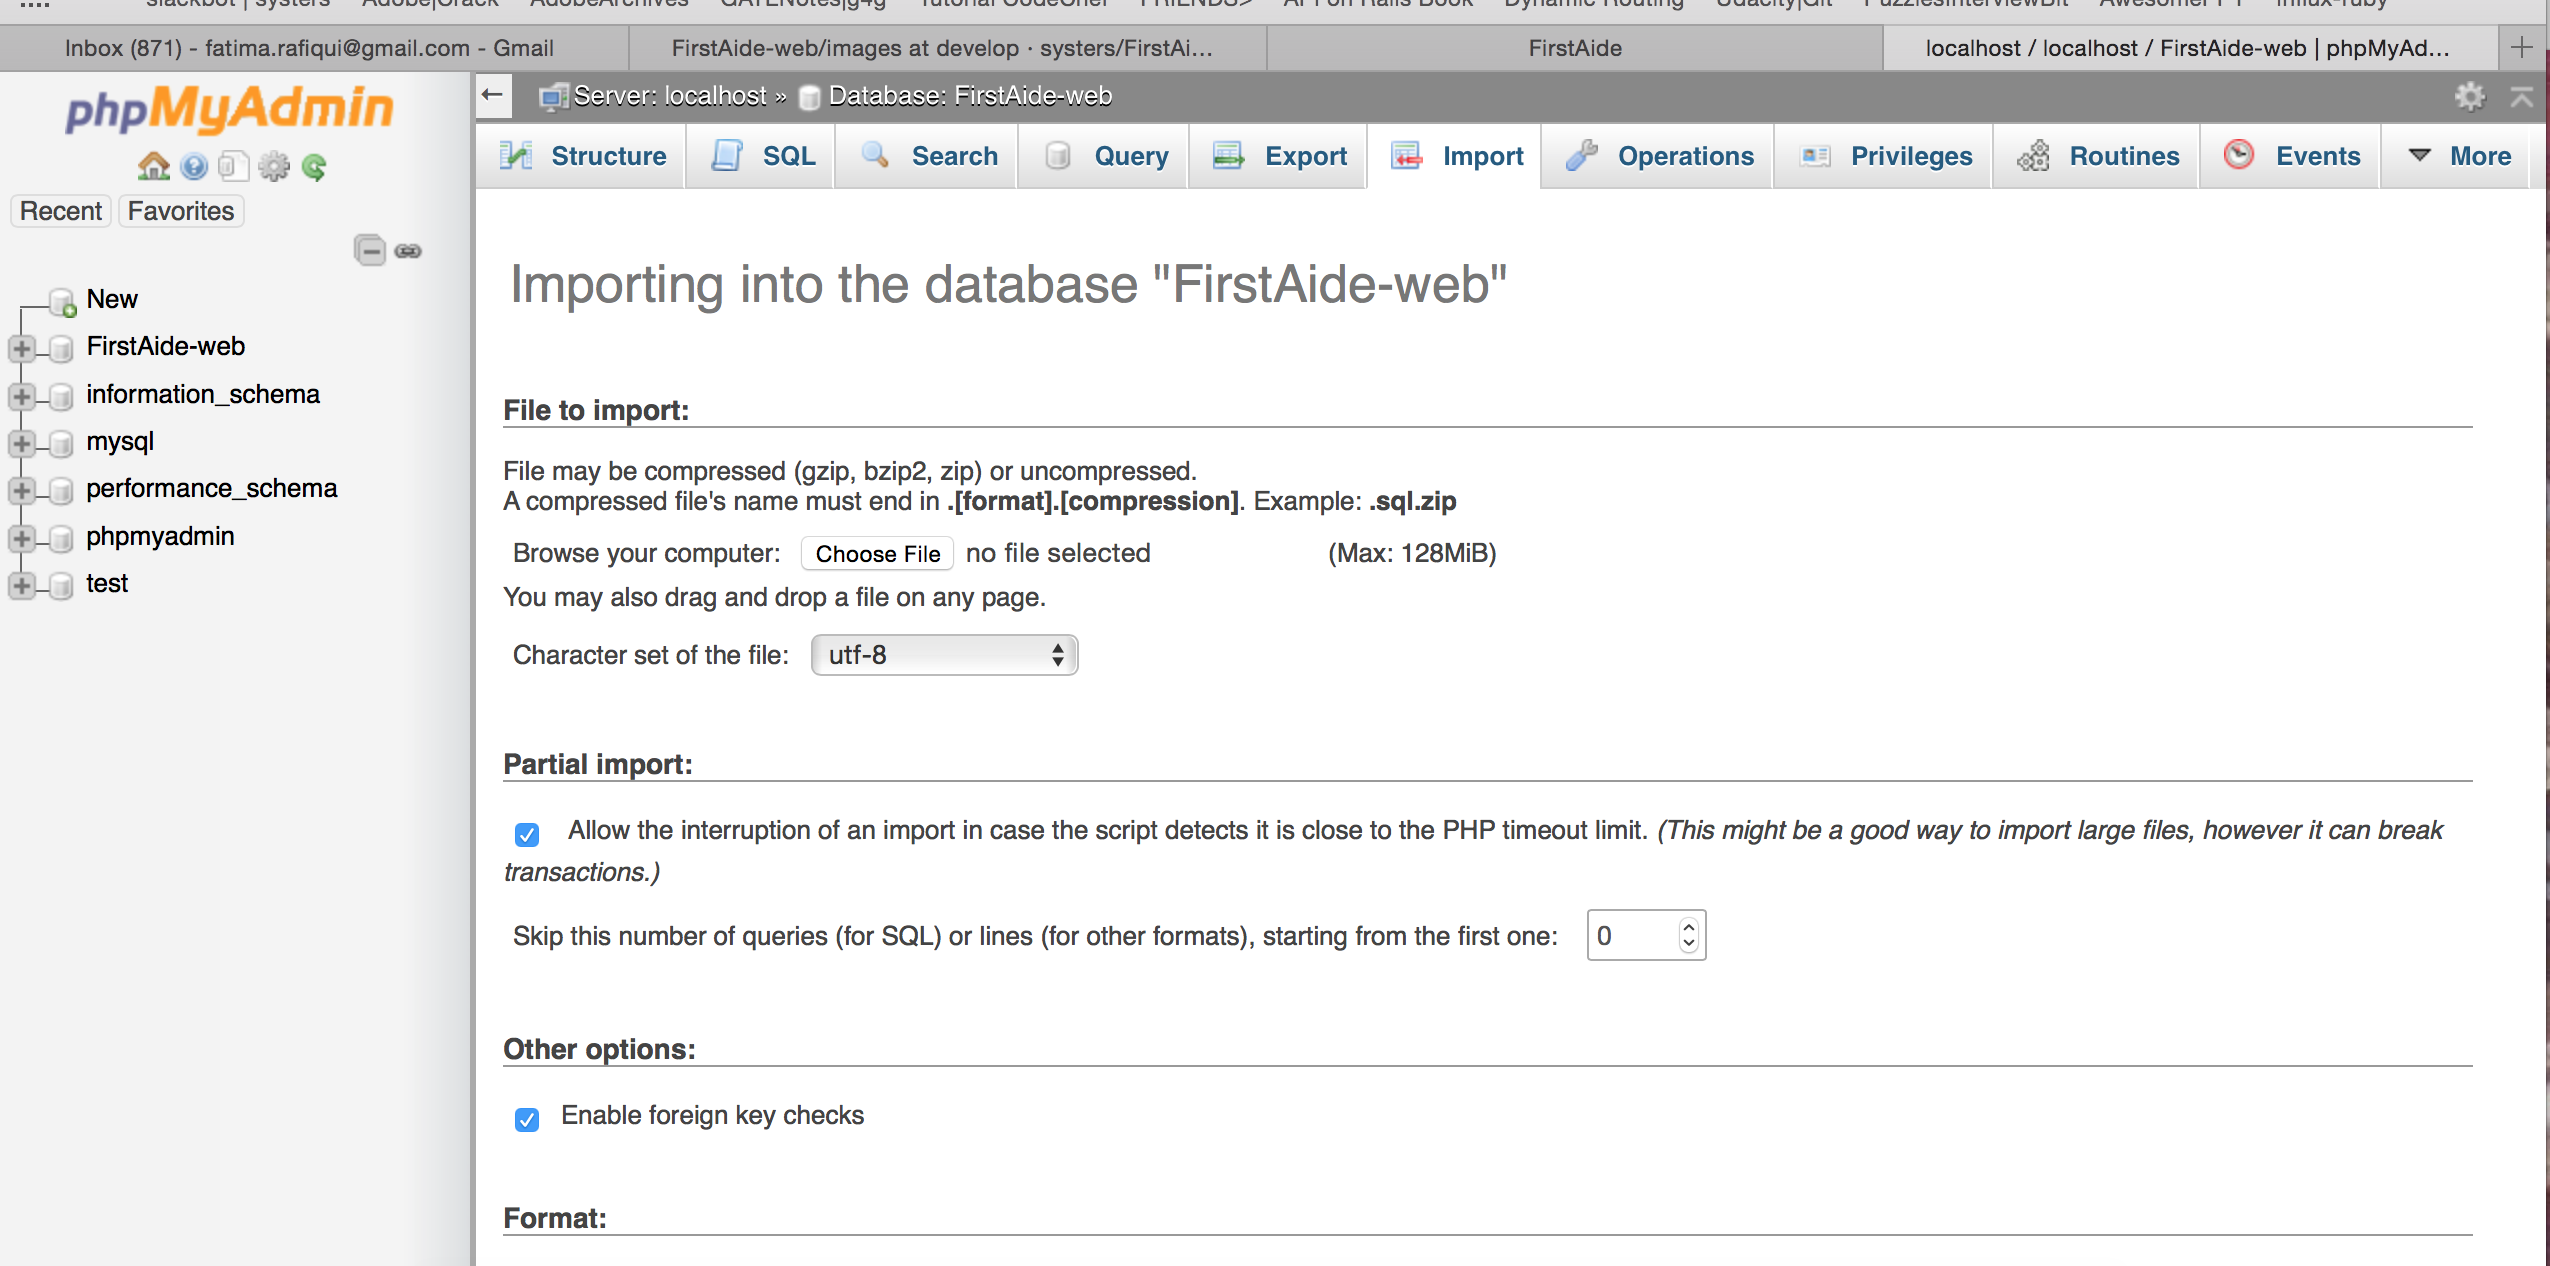 slackbot | systers Adobe|Crack AdobeArchives GATENotes|g4g Tutorial CodeChef FRIENDS> API on Rails Book Dynamic Routing Udacity|Git PuzzlesInterviewBit Influx-ruby
Inbox (871) - fatima.rafiqui@gmail.com - Gmail FirstAide-web/images at develop · systers/FirstAi... FirstAide localhost / localhost / FirstAide-web | phpMyAd...
phpMyAdmin
Recent Favorites
New
FirstAide-web
information_schema
mysql
performance_schema
phpmyadmin
test
Server: localhost » Database: FirstAide-web
Structure SQL Search Query Export Import Operations Privileges Routines Events More
Importing into the database "FirstAide-web"
File to import:
File may be compressed (gzip, bzip2, zip) or uncompressed.
A compressed file's name must end in .[format].[compression]. Example: .sql.zip
Browse your computer: Choose File no file selected (Max: 128MiB)
You may also drag and drop a file on any page.
Character set of the file: utf-8
Partial import:
Allow the interruption of an import in case the script detects it is close to the PHP timeout limit. (This might be a good way to import large files, however it can break
transactions.)
Skip this number of queries (for SQL) or lines (for other formats), starting from the first one: 0
Other options:
Enable foreign key checks
Format: